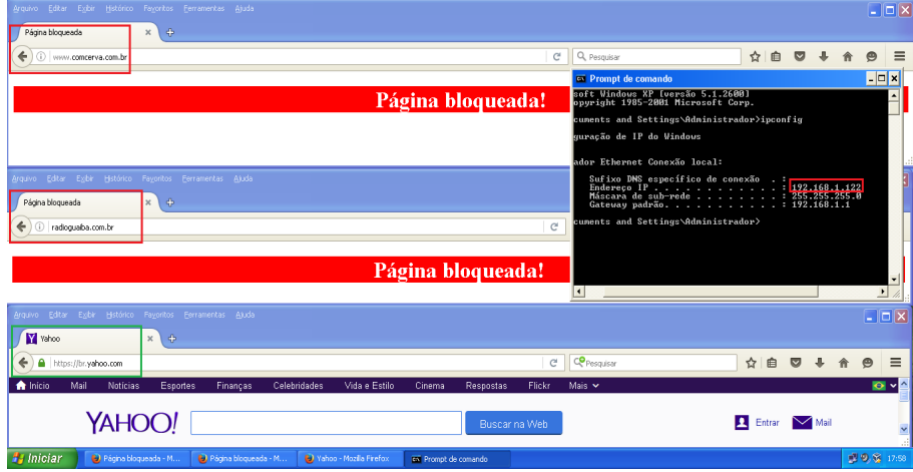 Arquivo Editar Exibir Histórico Favoritos Ferramentas Ajuda
Página bloqueada
www.comcerva.com.br
Pesquisar
Página bloqueada!
Prompt de comando
soft Windows XP [versão 5.1.2600]
opyright 1985-2001 Microsoft Corp.
cuments and Settings\Administrador>ipconfig
guração de IP do Windows
ador Ethernet Conexão local:
Sufixo DNS específico de conexão . :
Endereço IP . . . . . . . . . . . . : 192.168.1.122
Máscara de sub-rede . . . . . . . . : 255.255.255.0
Gateway padrão. . . . . . . . . . . : 192.168.1.1
cuments and Settings\Administrador>
Arquivo Editar Exibir Histórico Favoritos Ferramentas Ajuda
Página bloqueada
radioguaiba.com.br
Página bloqueada!
Arquivo Editar Exibir Histórico Favoritos Ferramentas Ajuda
Yahoo
https://br.yahoo.com
Pesquisar
Início Mail Notícias Esportes Finanças Celebridades Vida e Estilo Cinema Respostas Flickr Mais
YAHOO!
Buscar na Web
Entrar Mail
Iniciar
Página bloqueada - M...
Página bloqueada - M...
Yahoo - Mozilla Firefox
Prompt de comando
17:58